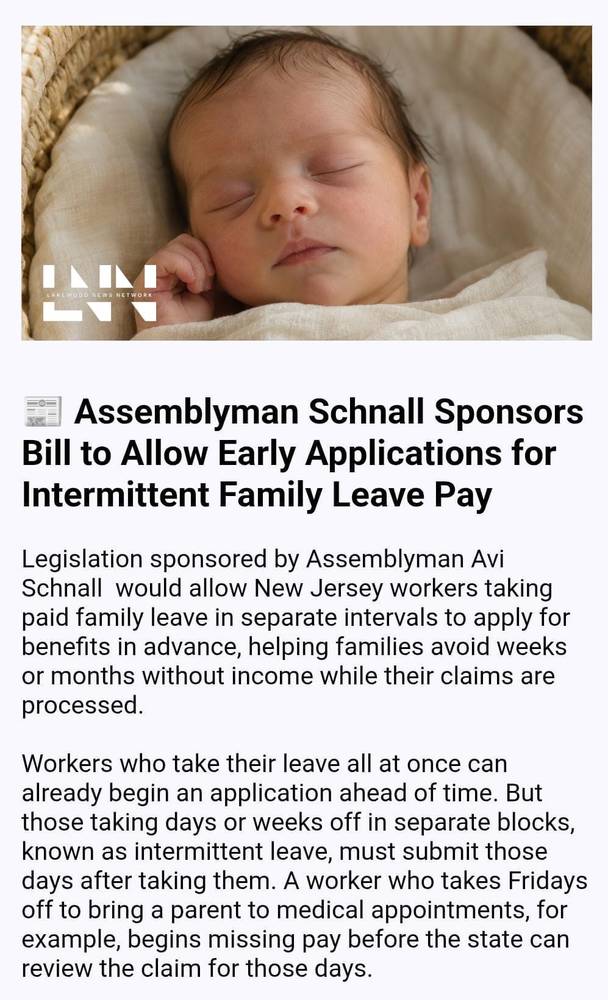 LNN
LAKEWOOD NEWS NETWORK
📰 Assemblyman Schnall Sponsors
Bill to Allow Early Applications for
Intermittent Family Leave Pay
Legislation sponsored by Assemblyman Avi
Schnall  would allow New Jersey workers taking
paid family leave in separate intervals to apply for
benefits in advance, helping families avoid weeks
or months without income while their claims are
processed.
Workers who take their leave all at once can
already begin an application ahead of time. But
those taking days or weeks off in separate blocks,
known as intermittent leave, must submit those
days after taking them. A worker who takes Fridays
off to bring a parent to medical appointments, for
example, begins missing pay before the state can
review the claim for those days.